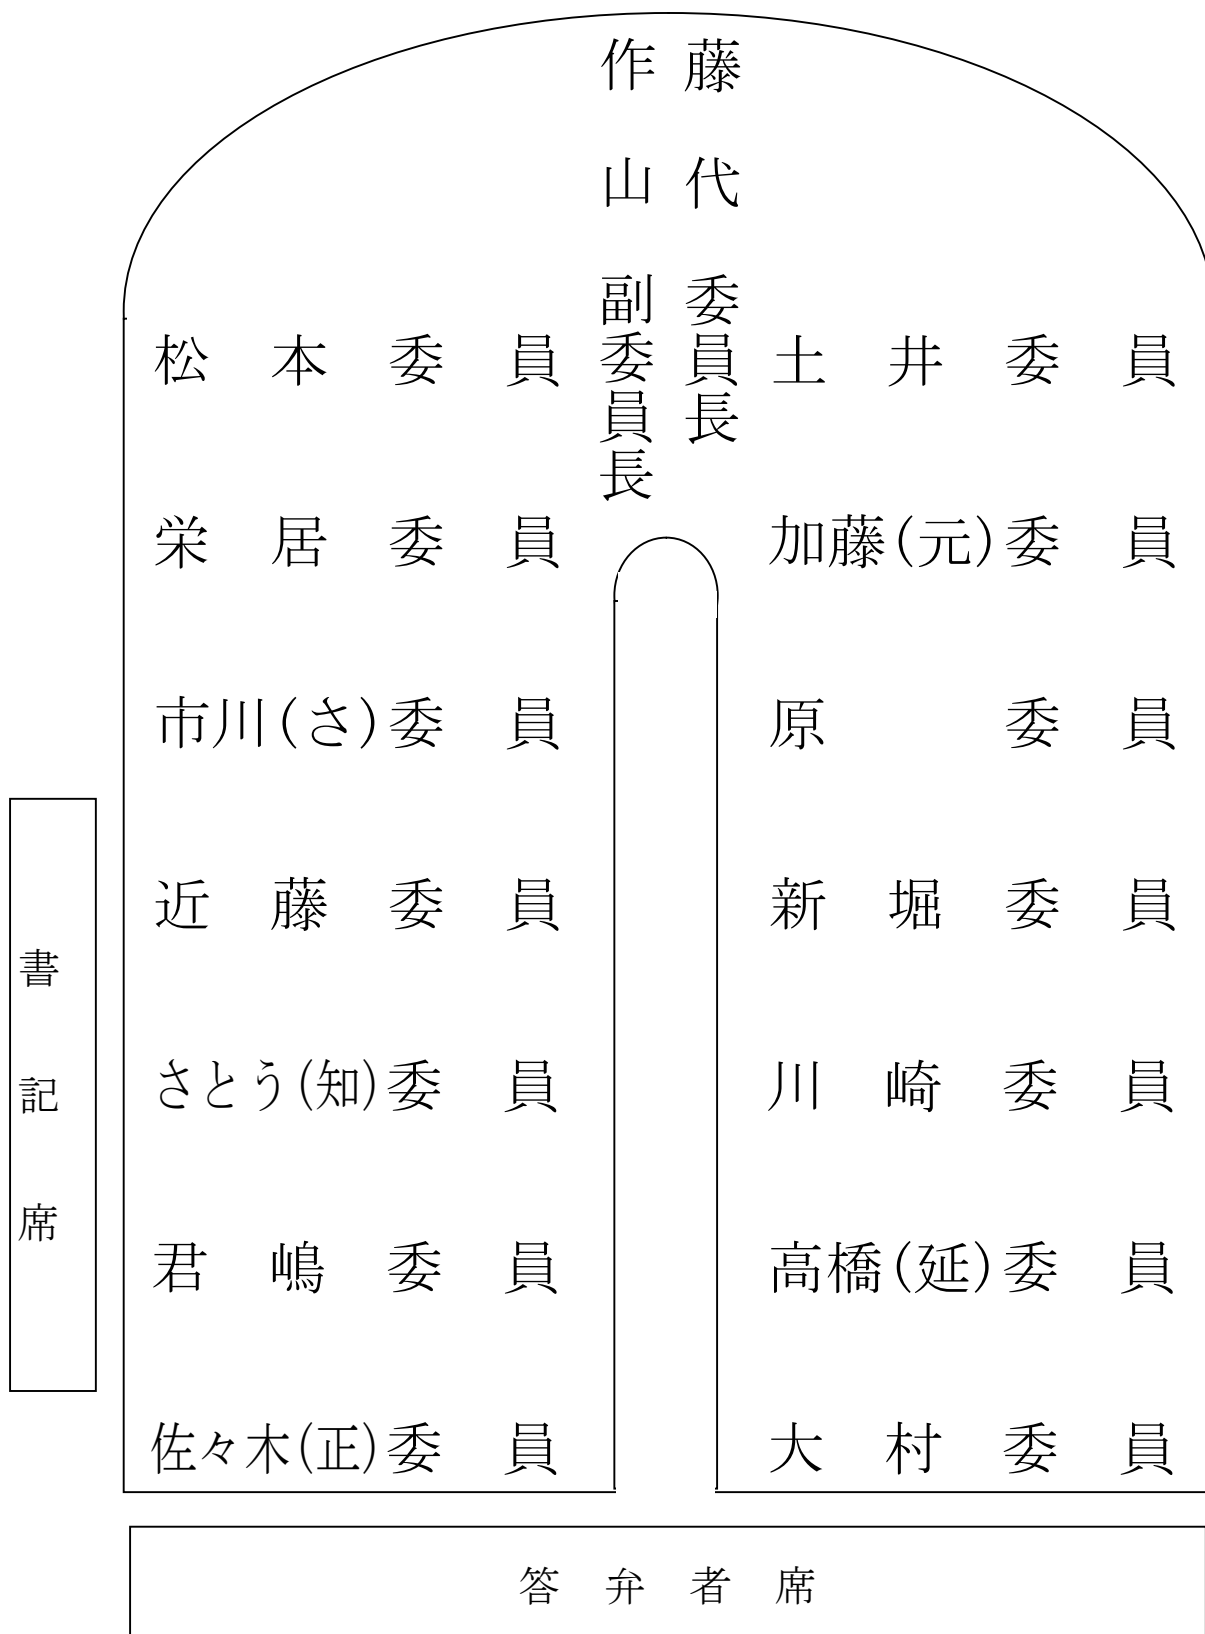 藤代委員長
作山副委員長
松本委員 土井委員
栄居委員 加藤(元)委員
市川(さ)委員 原委員
近藤委員 新堀委員
さとう(知)委員 川崎委員
君嶋委員 高橋(延)委員
佐々木(正)委員 大村委員
書記席
答弁者席